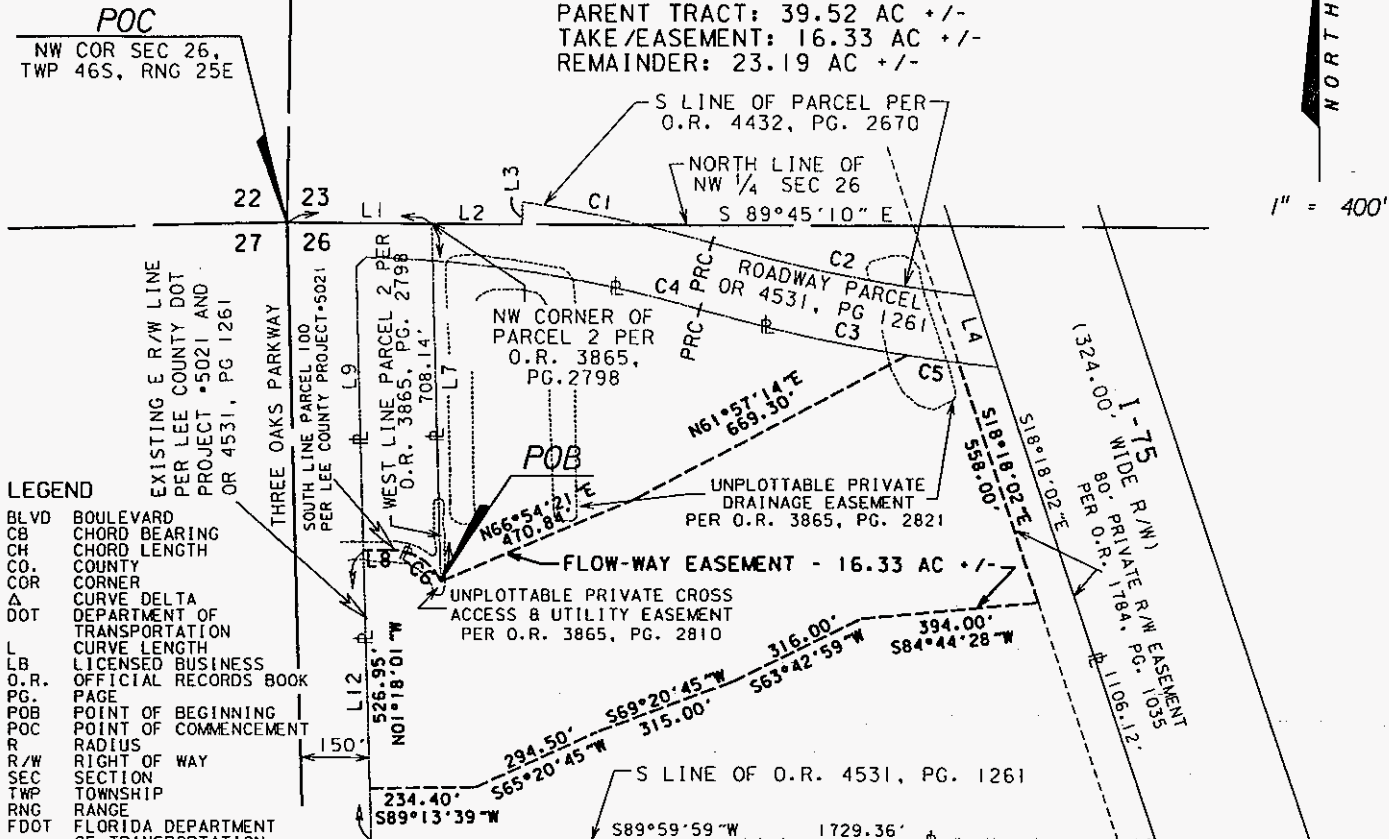 POC
NW COR SEC 26,
TWP 46S, RNG 25E
PARENT TRACT: 39.52 AC +/-
TAKE/EASEMENT: 16.33 AC +/-
REMAINDER: 23.19 AC +/-
NORTH
1" = 400'
S LINE OF PARCEL PER
O.R. 4432, PG. 2670
NORTH LINE OF
NW 1/4 SEC 26
S 89°45'10" E
22
23
27
26
L1
L2
L3
C1
C2
ROADWAY PARCEL
OR 4531, PG 1261
PRC
PRC
C4
C3
C5
L4
EXISTING E R/W LINE
PER LEE COUNTY DOT
PROJECT •5021 AND
OR 4531, PG 1261
THREE OAKS PARKWAY
SOUTH LINE PARCEL 100
PER LEE COUNTY PROJECT•5021
L9
WEST LINE PARCEL 2 PER
O.R. 3865, PG. 2798
708.14'
L7
NW CORNER OF
PARCEL 2 PER
O.R. 3865,
PG.2798
N61°57'14"E
669.30'
POB
N66°54'21"E
470.84'
UNPLOTTABLE PRIVATE
DRAINAGE EASEMENT
PER O.R. 3865, PG. 2821
S18°18'02"E
558.00'
S18°18'02"E
I-75
(324.00' WIDE R/W)
80' PRIVATE R/W EASEMENT
PER O.R. 1784, PG. 1035
1106.12'
L8
C6
FLOW-WAY EASEMENT - 16.33 AC +/-
UNPLOTTABLE PRIVATE CROSS
ACCESS & UTILITY EASEMENT
PER O.R. 3865, PG. 2810
L12
526.95'
N01°18'01"W
150'
394.00'
S84°44'28"W
316.00'
S63°42'59"W
S69°20'45"W
315.00'
294.50'
S65°20'45"W
234.40'
S89°13'39"W
S LINE OF O.R. 4531, PG. 1261
S89°59'59"W 1729.36'
LEGEND
BLVD BOULEVARD
CB CHORD BEARING
CH CHORD LENGTH
CO. COUNTY
COR CORNER
Δ CURVE DELTA
DOT DEPARTMENT OF
TRANSPORTATION
L CURVE LENGTH
LB LICENSED BUSINESS
O.R. OFFICIAL RECORDS BOOK
PG. PAGE
POB POINT OF BEGINNING
POC POINT OF COMMENCEMENT
R RADIUS
R/W RIGHT OF WAY
SEC SECTION
TWP TOWNSHIP
RNG RANGE
FDOT FLORIDA DEPARTMENT
OF TRANSPORTATION